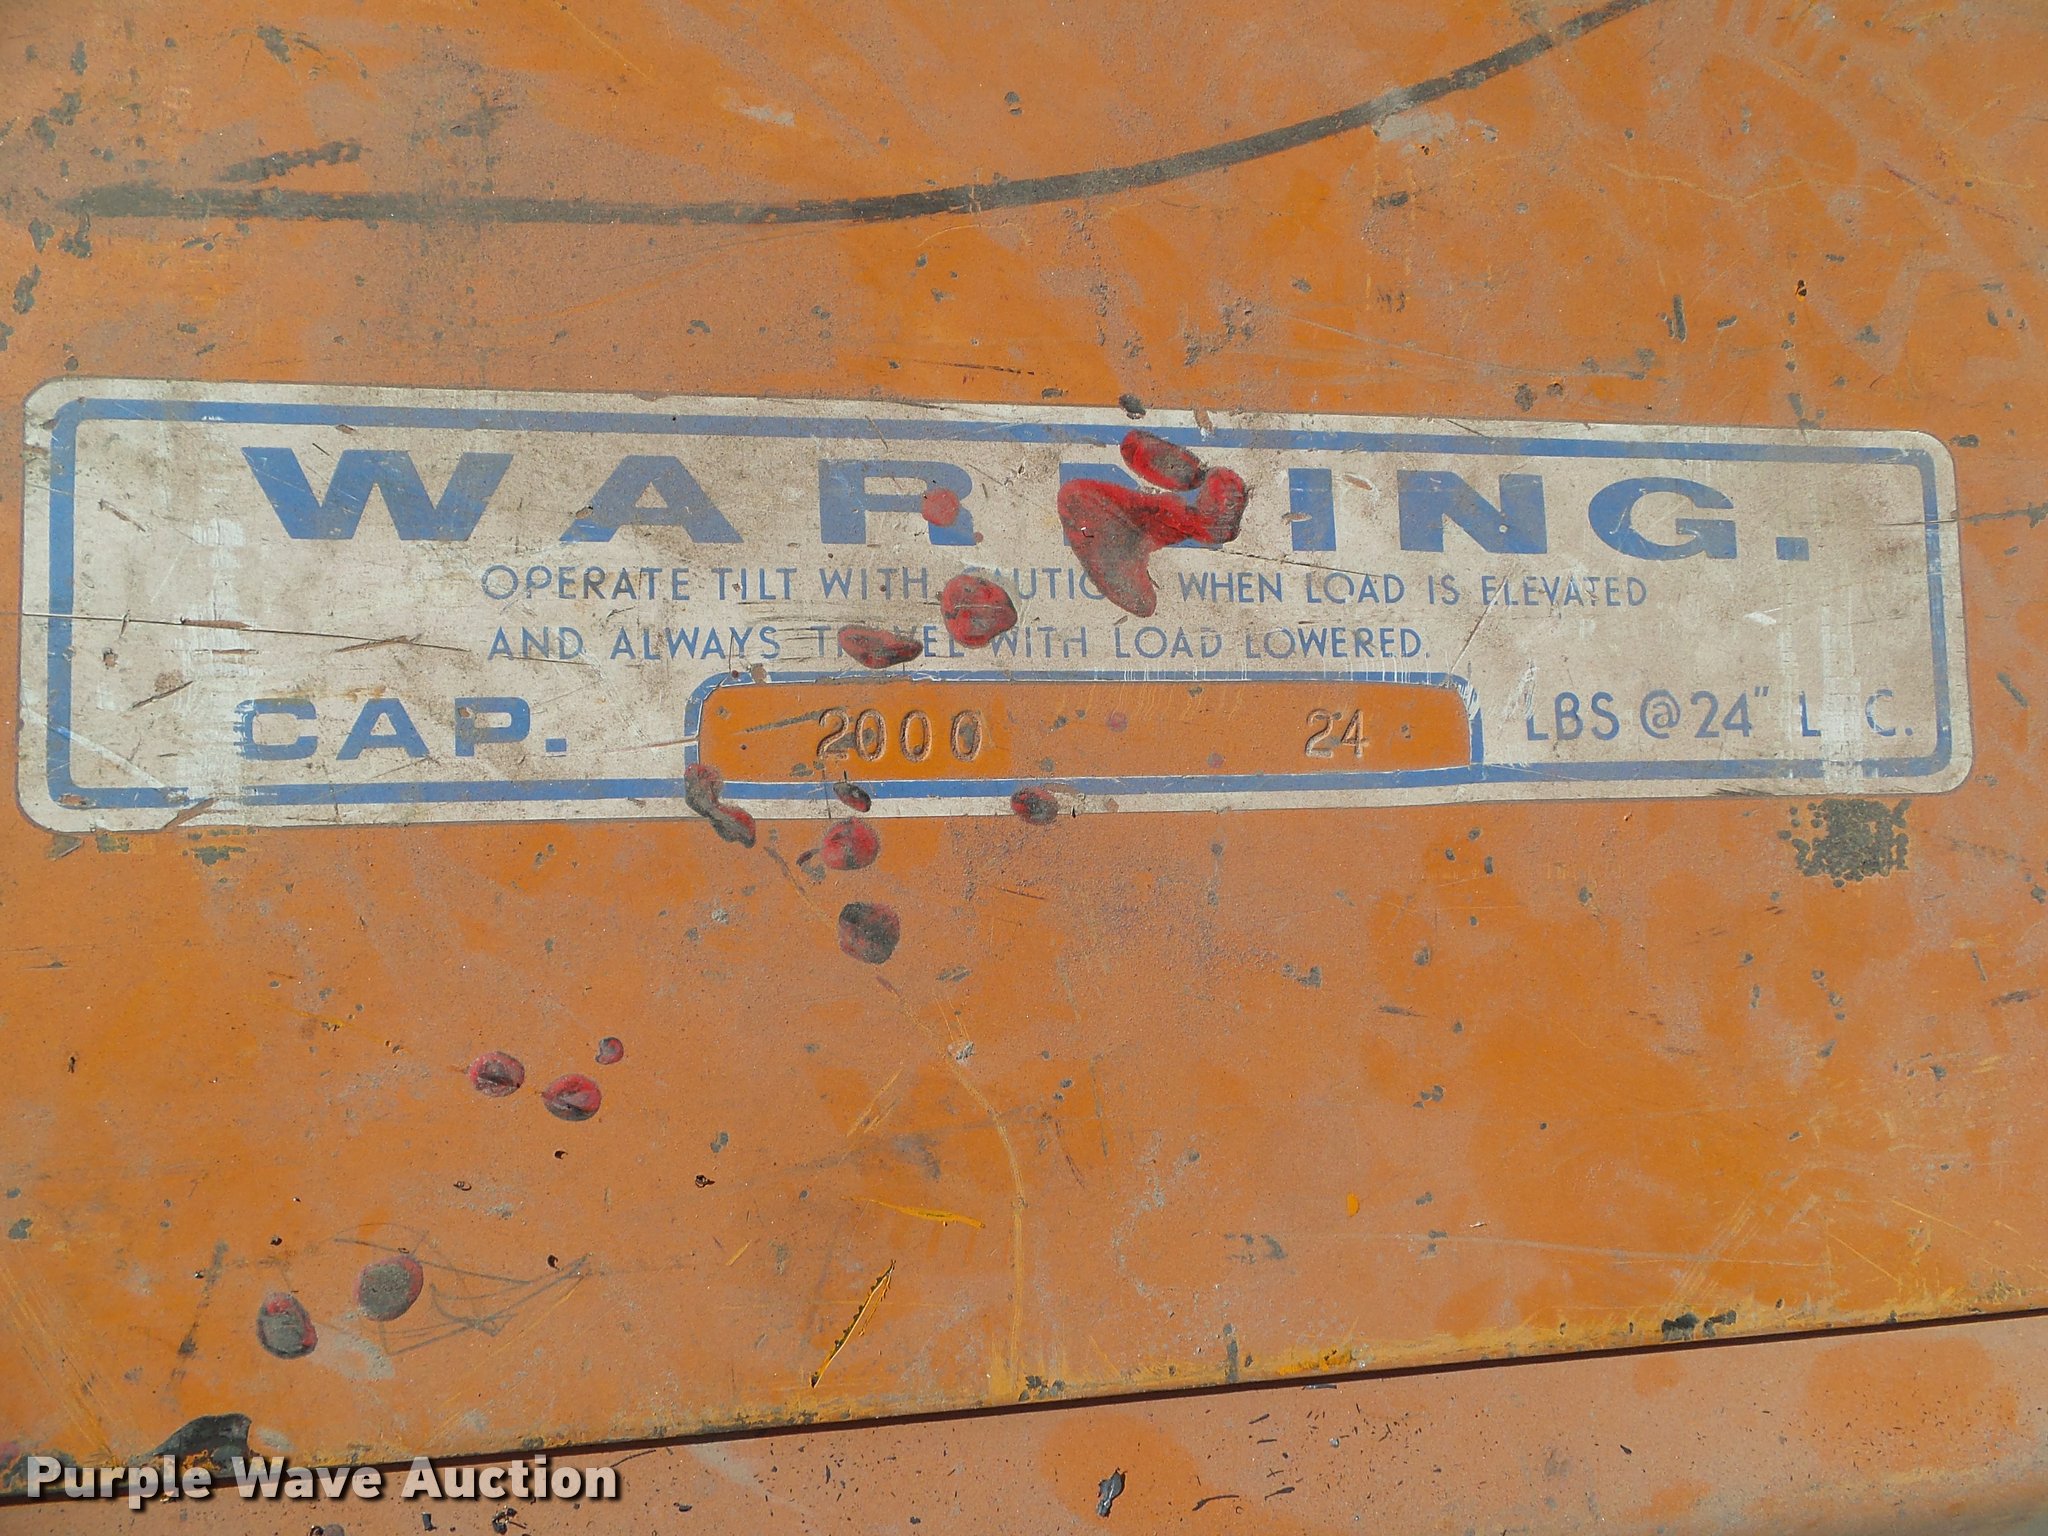 WARNING.
OPERATE TILT WITH CAUTION WHEN LOAD IS ELEVATED
AND ALWAYS TRAVEL WITH LOAD LOWERED.
CAP. 2000 24 LBS @ 24" L C.
Purple Wave Auction